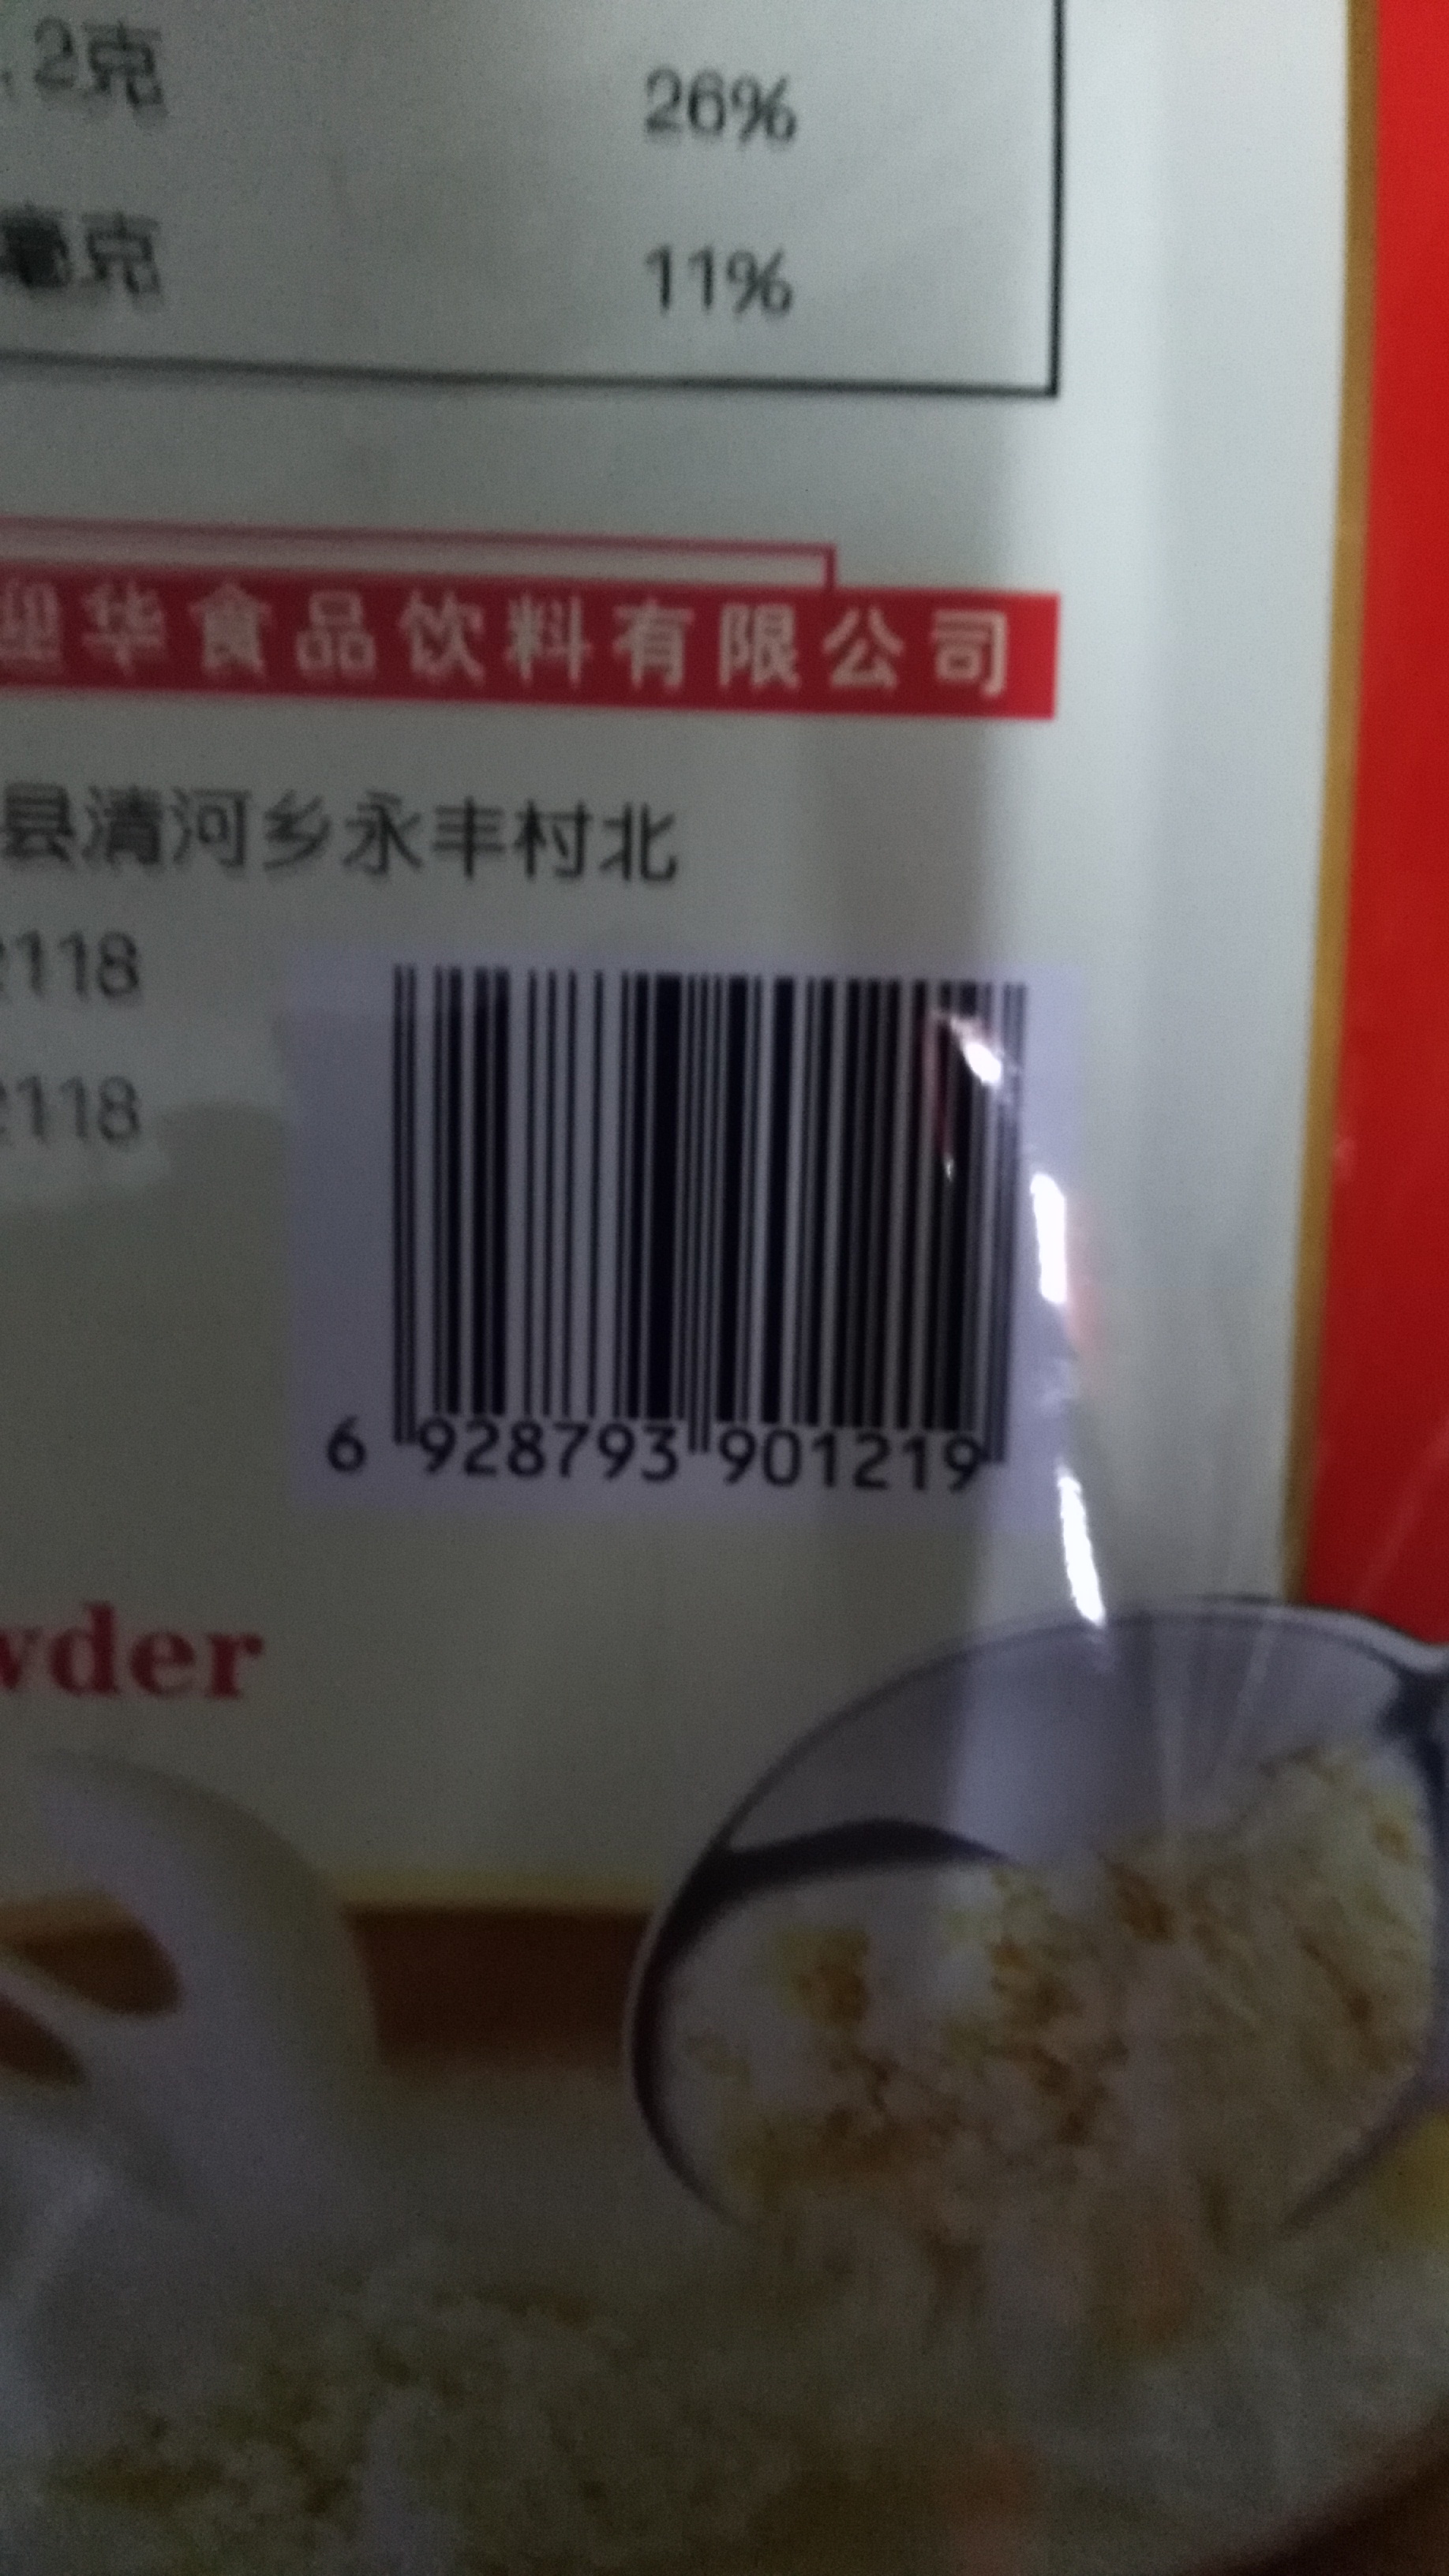 2克 26%
毫克 11%
迎华食品饮料有限公司
县清河乡永丰村北
2118
2118
6 928793 901219
wder